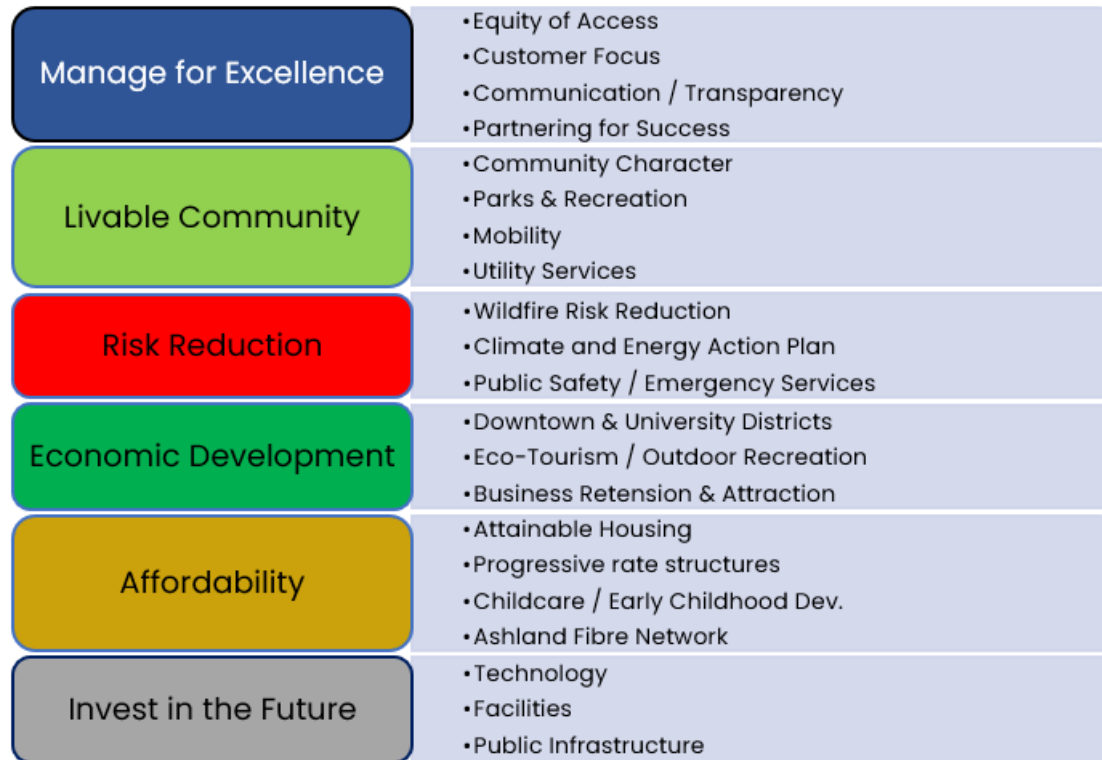 Manage for Excellence
•Equity of Access
•Customer Focus
•Communication / Transparency
•Partnering for Success
Livable Community
•Community Character
•Parks & Recreation
•Mobility
•Utility Services
Risk Reduction
•Wildfire Risk Reduction
•Climate and Energy Action Plan
•Public Safety / Emergency Services
Economic Development
•Downtown & University Districts
•Eco-Tourism / Outdoor Recreation
•Business Retension & Attraction
Affordability
•Attainable Housing
•Progressive rate structures
•Childcare / Early Childhood Dev.
•Ashland Fibre Network
Invest in the Future
•Technology
•Facilities
•Public Infrastructure